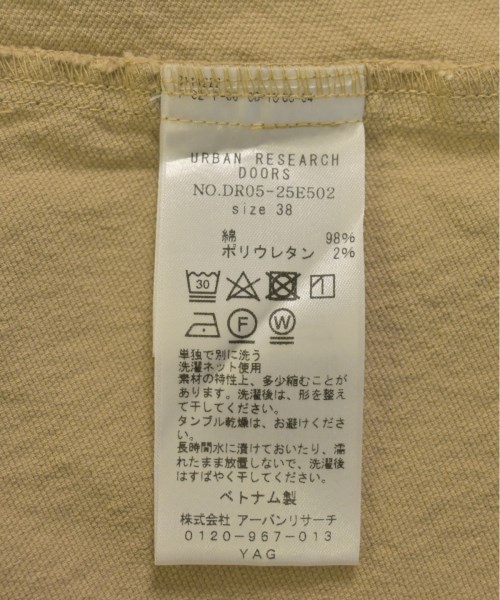 URBAN RESEARCH
DOORS
NO.DR05-25E502
size 38
綿 98%
ポリウレタン 2%
30
F
W
単独で別に洗う
洗濯ネット使用
素材の特性上、多少縮むことが
あります。洗濯後は、形を整え
て干してください。
タンブル乾燥は、お避けくださ
い。
長時間水に漬けておいたり、濡
れたまま放置しないで、洗濯後
はすばやく干してください。
ベトナム製
株式会社 アーバンリサーチ
0120-967-013
YAG